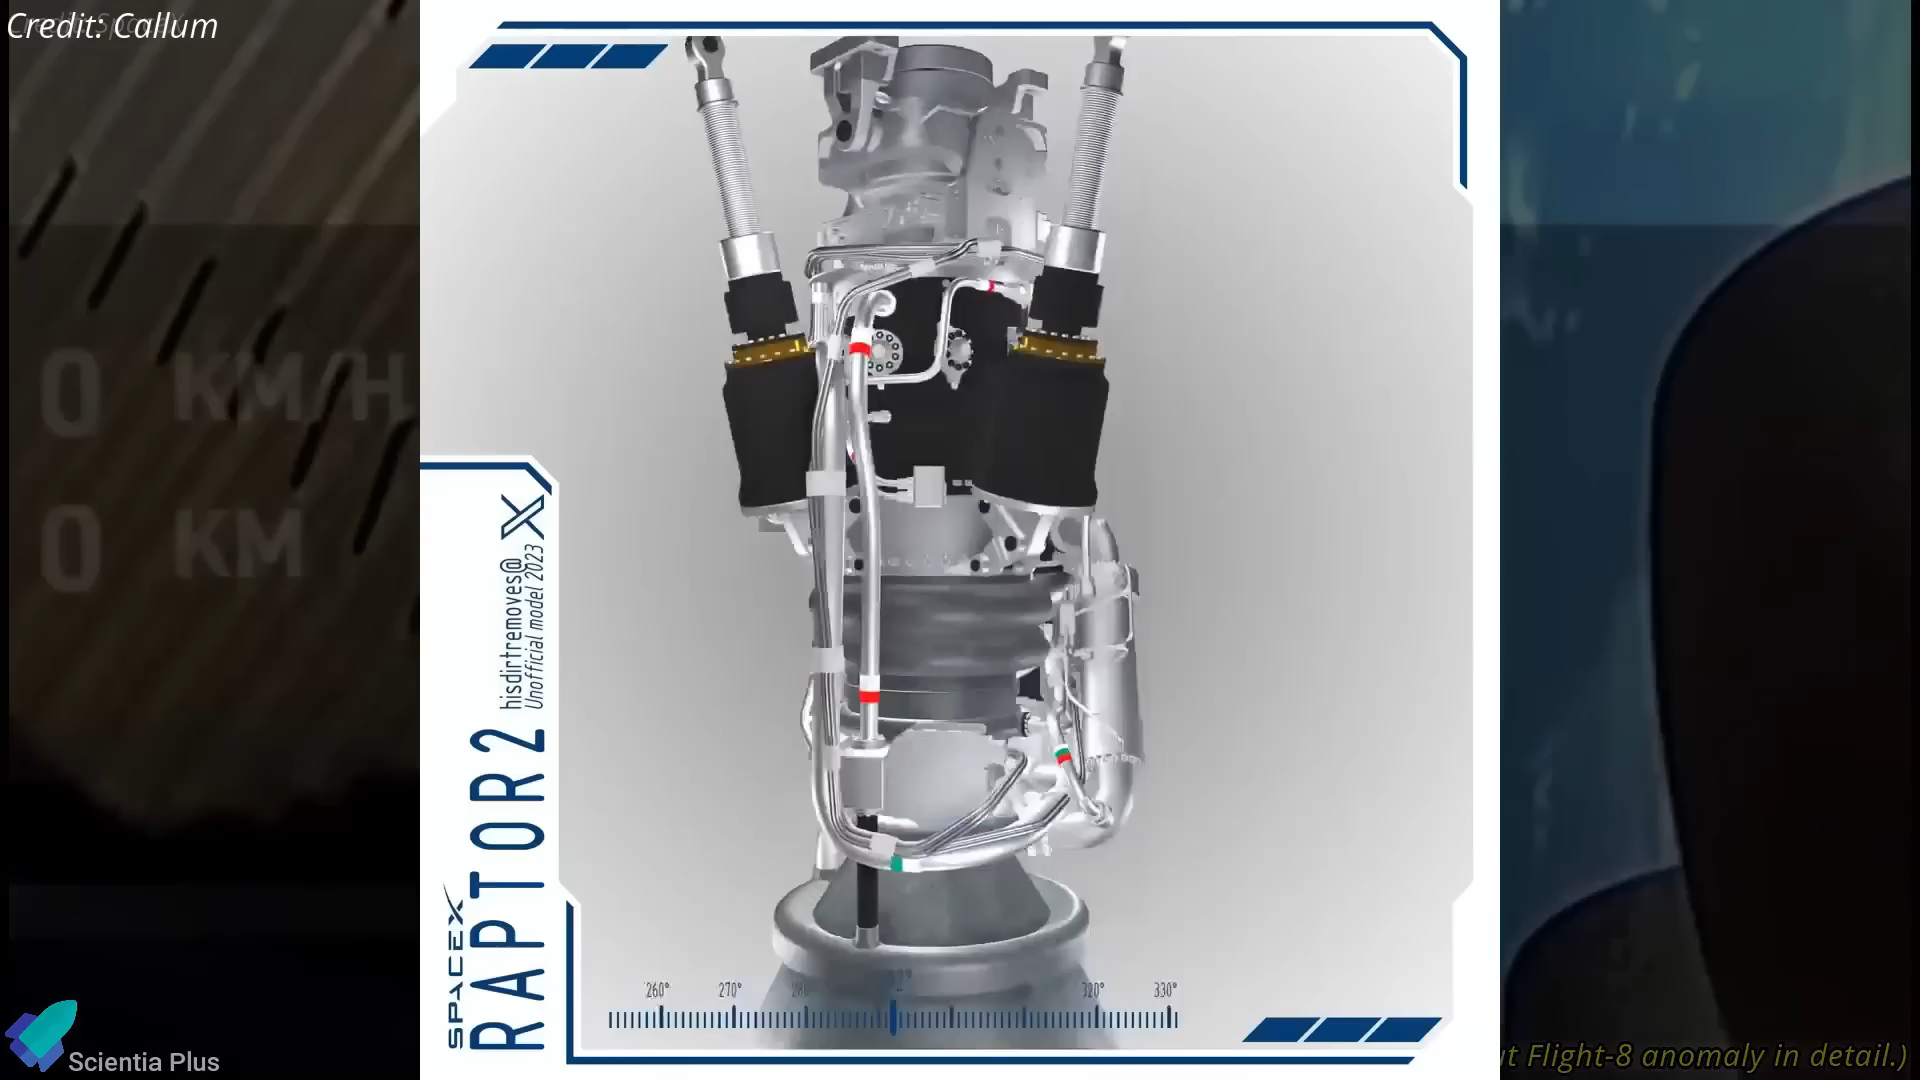 Credit: Callum
0 KM/H
0 KM
hisdirtremoves@
Unofficial model 2023
X
SPACEX
RAPTOR2
260°
270°
320°
330°
Scientia Plus
t Flight-8 anomaly in detail.)